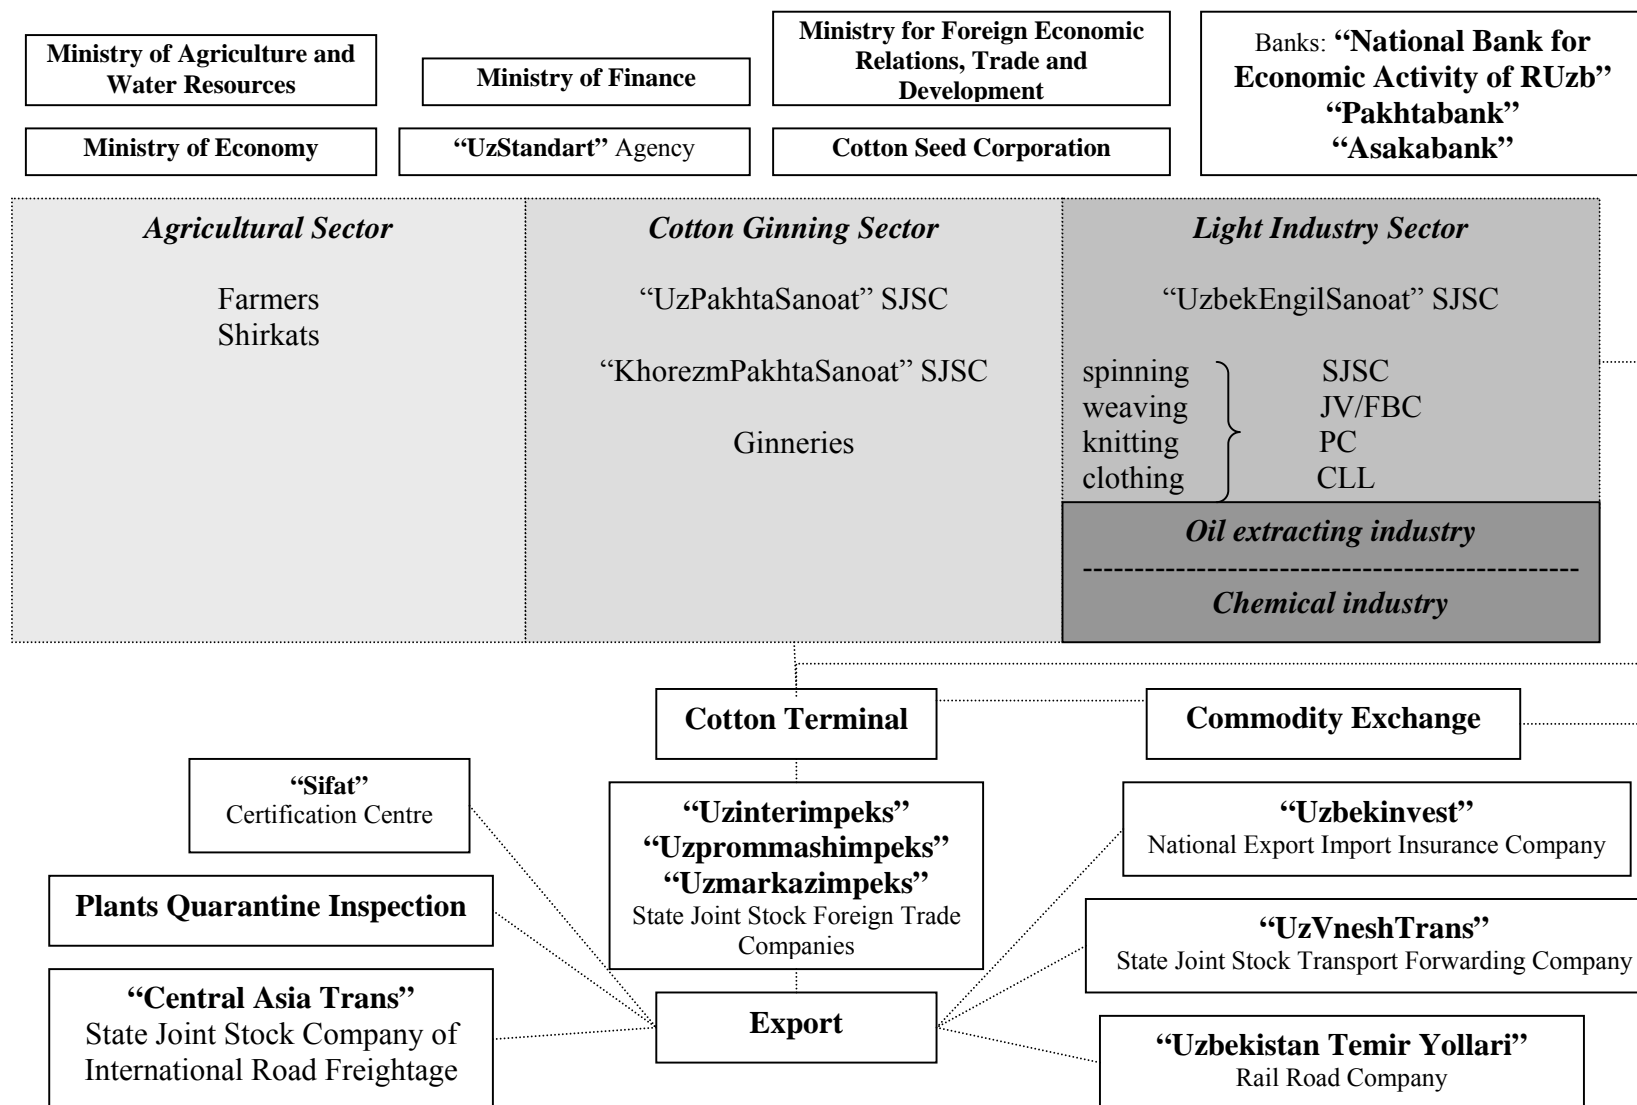 Ministry of Agriculture and
Water Resources
Ministry of Finance
Ministry for Foreign Economic
Relations, Trade and
Development
Banks: “National Bank for
Economic Activity of RUzb”
“Pakhtabank”
“Asakabank”
Ministry of Economy
“UzStandart” Agency
Cotton Seed Corporation
Agricultural Sector
Farmers
Shirkats
Cotton Ginning Sector
“UzPakhtaSanoat” SJSC
“KhorezmPakhtaSanoat” SJSC
Ginneries
Light Industry Sector
“UzbekEngilSanoat” SJSC
spinning SJSC
weaving JV/FBC
knitting PC
clothing CLL
Oil extracting industry
Chemical industry
Cotton Terminal
Commodity Exchange
“Sifat”
Certification Centre
“Uzinterimpeks”
“Uzprommashimpeks”
“Uzmarkazimpeks”
State Joint Stock Foreign Trade
Companies
“Uzbekinvest”
National Export Import Insurance Company
Plants Quarantine Inspection
“UzVneshTrans”
State Joint Stock Transport Forwarding Company
“Central Asia Trans”
State Joint Stock Company of
International Road Freightage
Export
“Uzbekistan Temir Yollari”
Rail Road Company